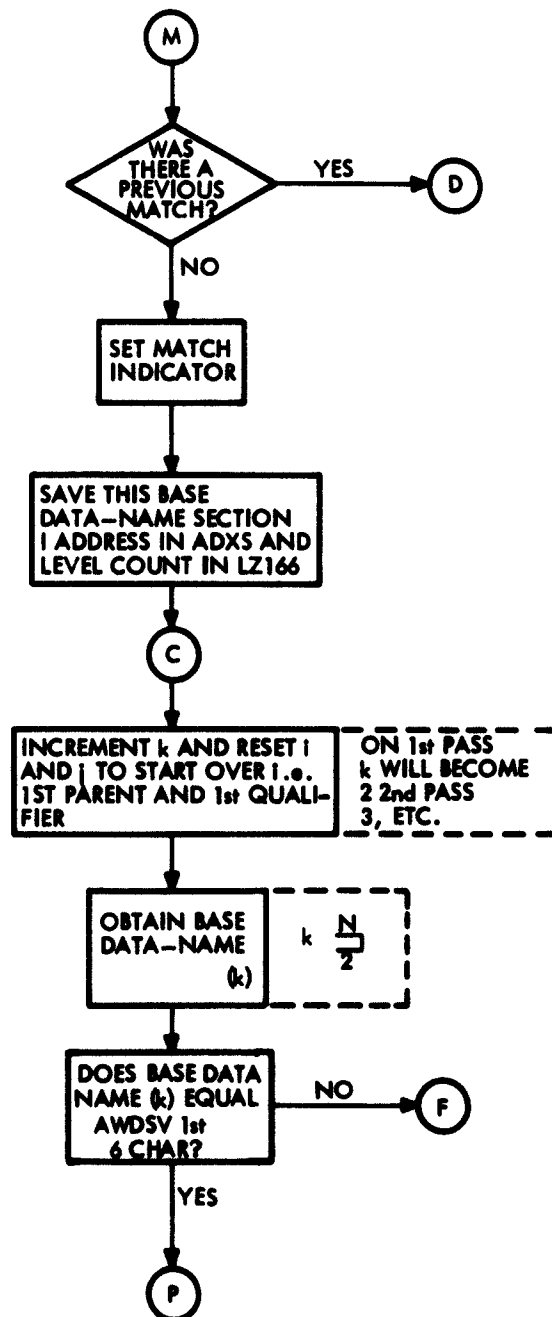 M
WAS
THERE A
PREVIOUS
MATCH?
YES
D
NO
SET MATCH
INDICATOR
SAVE THIS BASE
DATA-NAME SECTION
I ADDRESS IN ADXS AND
LEVEL COUNT IN LZ166
C
INCREMENT k AND RESET i
AND j TO START OVER i.e.
1ST PARENT AND 1st QUALI-
FIER
ON 1st PASS
k WILL BECOME
2 2nd PASS
3, ETC.
OBTAIN BASE
DATA-NAME
(k)
k N
2
DOES BASE DATA
NAME (k) EQUAL
AWDSV 1st
6 CHAR?
NO
F
YES
P